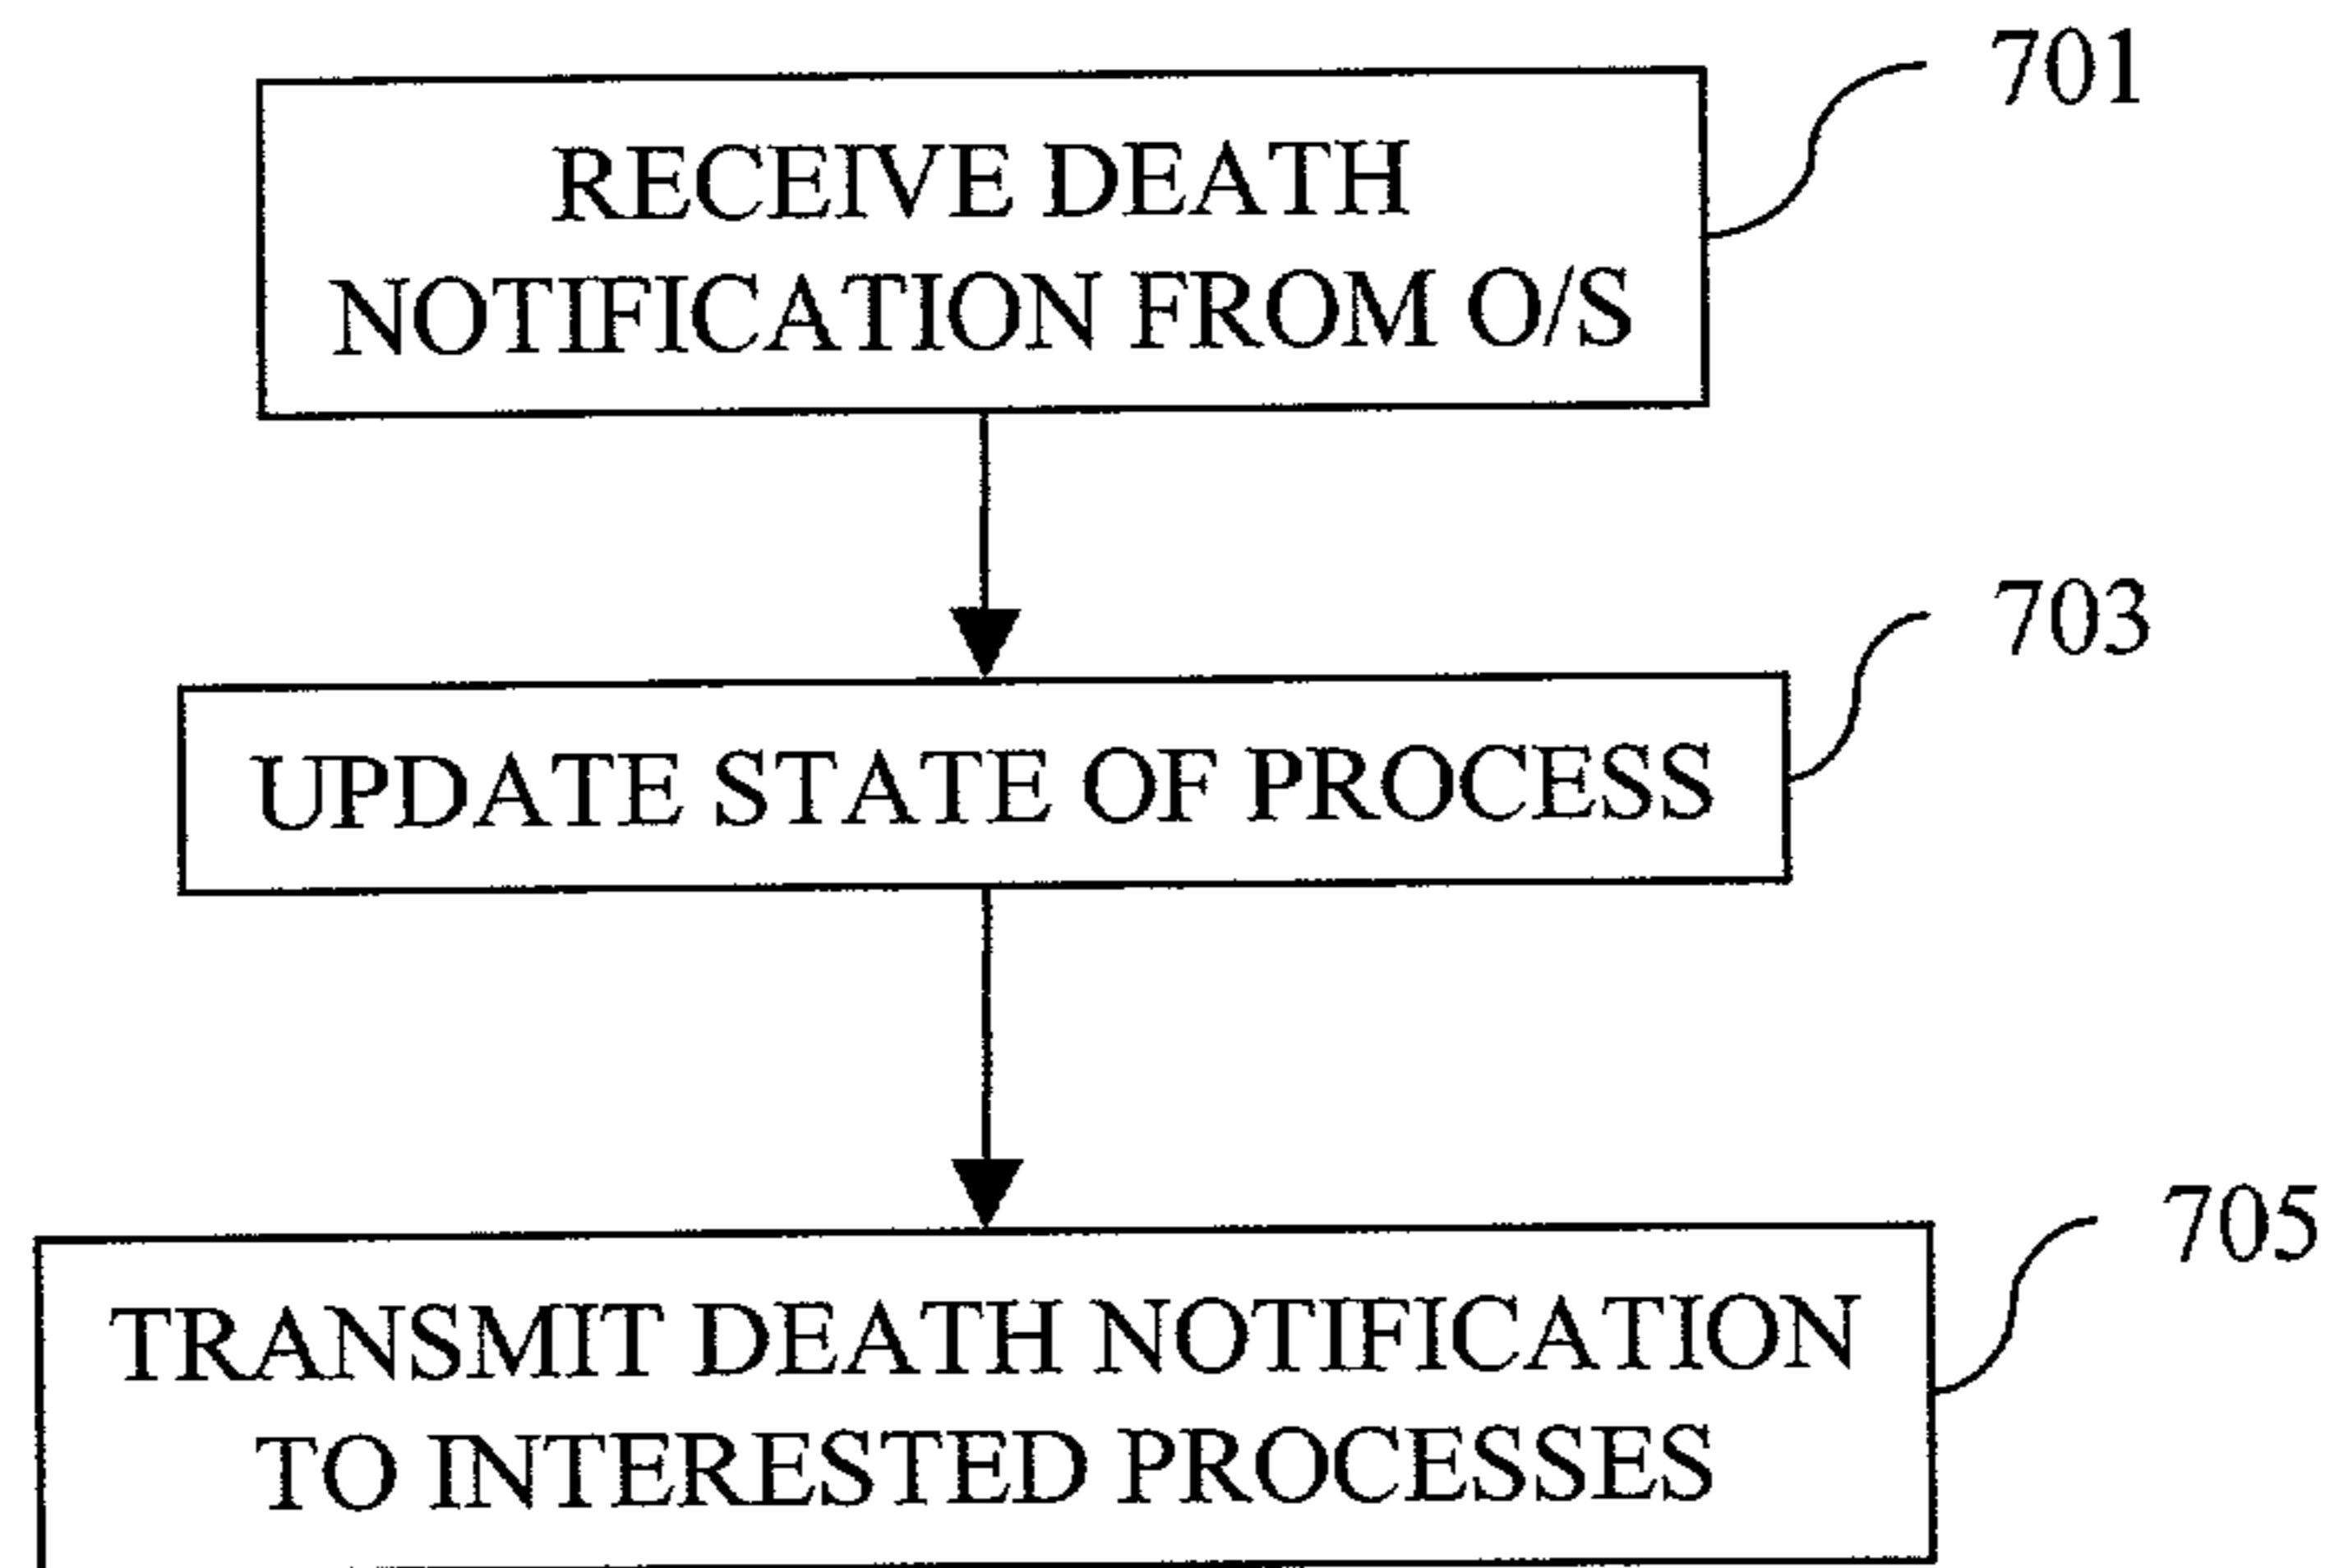 701
RECEIVE DEATH
NOTIFICATION FROM O/S
703
UPDATE STATE OF PROCESS
705
TRANSMIT DEATH NOTIFICATION
TO INTERESTED PROCESSES